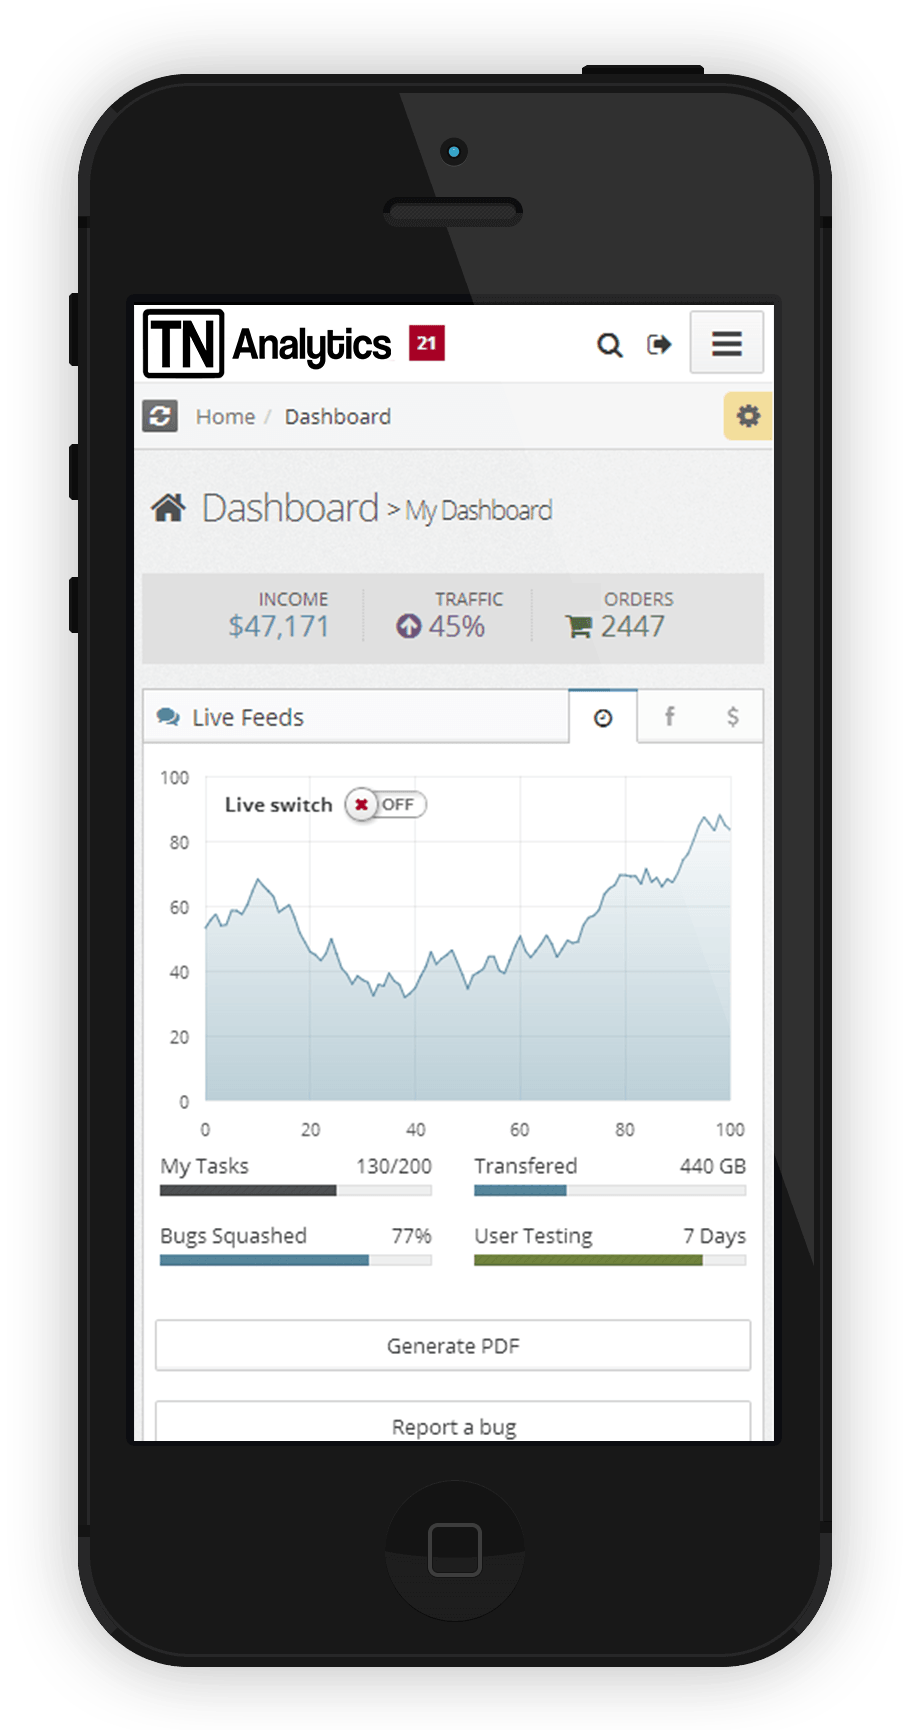 TN Analytics 21
Home / Dashboard
Dashboard > My Dashboard
INCOME TRAFFIC ORDERS
$47,171 45% 2447
Live Feeds f $
100
Live switch OFF
80
60
40
20
0
0 20 40 60 80 100
My Tasks 130/200 Transfered 440 GB
Bugs Squashed 77% User Testing 7 Days
Generate PDF
Report a bug